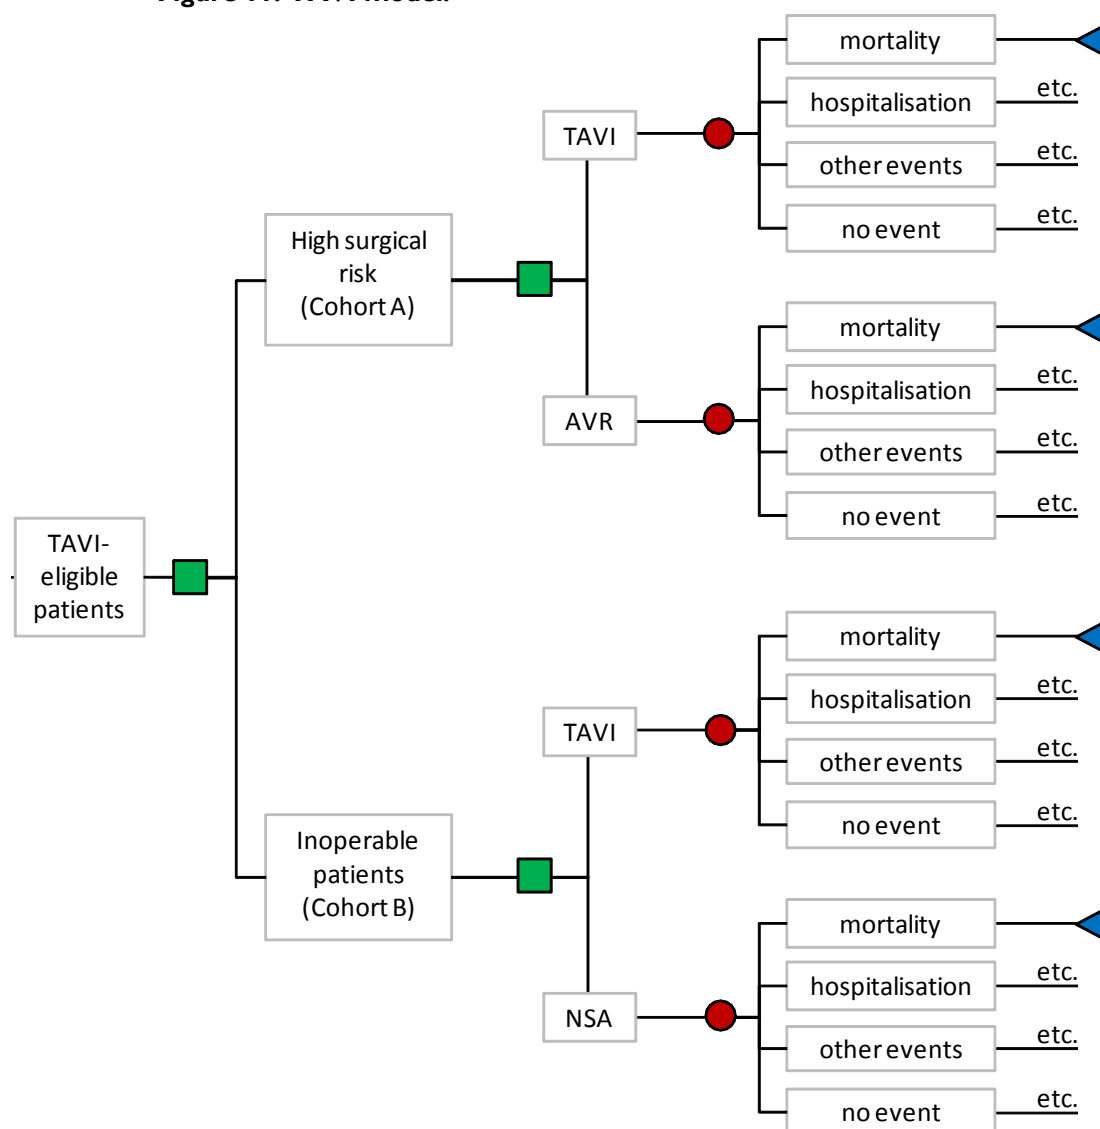 mortality
etc.
hospitalisation
TAVI
etc.
other events
etc.
no event
High surgical
risk
(Cohort A)
mortality
etc.
hospitalisation
AVR
etc.
other events
etc.
no event
TAVI-
eligible
patients
mortality
etc.
hospitalisation
TAVI
etc.
other events
etc.
no event
Inoperable
patients
(Cohort B)
mortality
etc.
hospitalisation
NSA
etc.
other events
etc.
no event